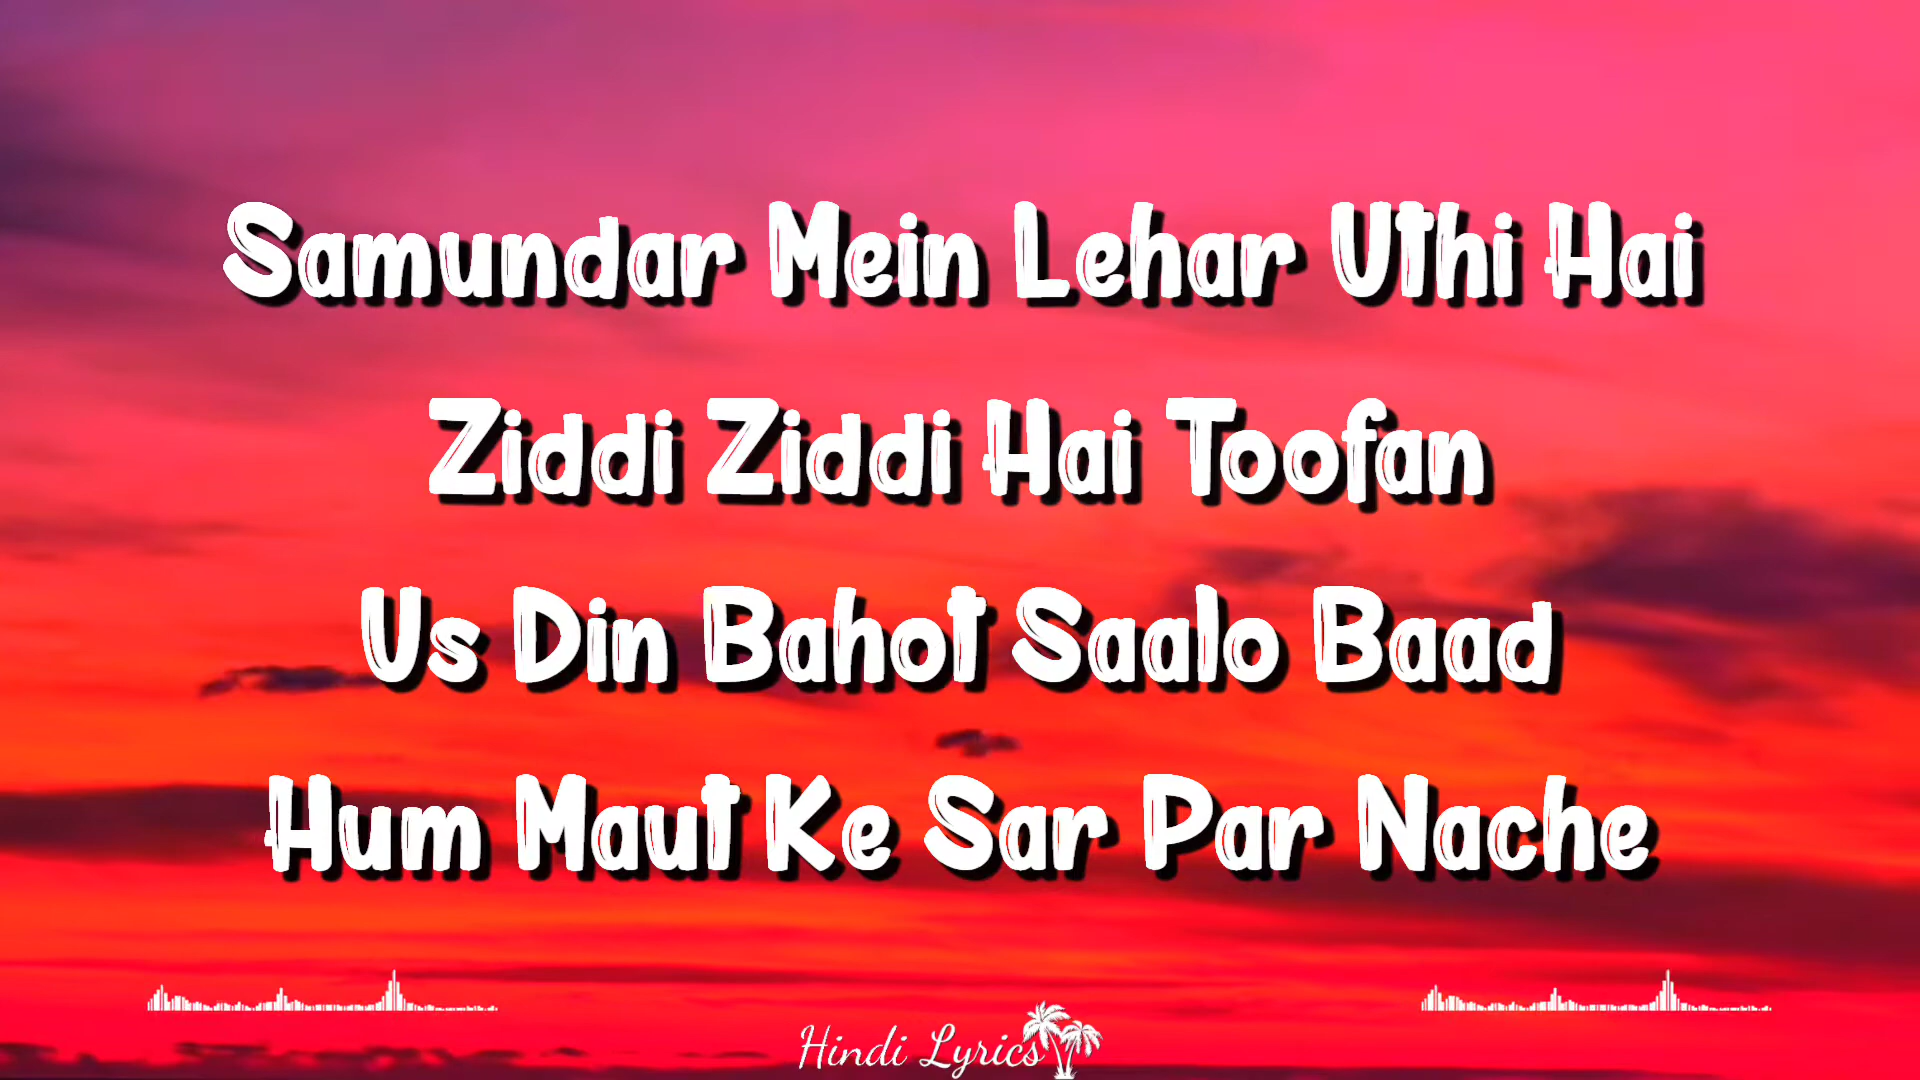 Samundar Mein Lehar Uthi Hai
Ziddi Ziddi Hai Toofan
Us Din Bahot Saalo Baad
Hum Maut Ke Sar Par Nache
Hindi Lyrics